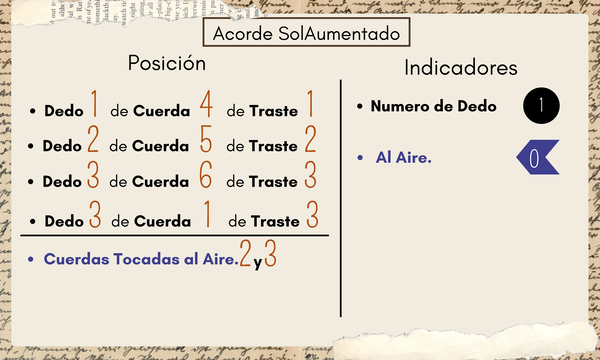 Acorde SolAumentado
Posición
Dedo 1 de Cuerda 4 de Traste 1
Dedo 2 de Cuerda 5 de Traste 2
Dedo 3 de Cuerda 6 de Traste 3
Dedo 3 de Cuerda 1 de Traste 3
Cuerdas Tocadas al Aire.2 y 3
Indicadores
Numero de Dedo 1
Al Aire. 0